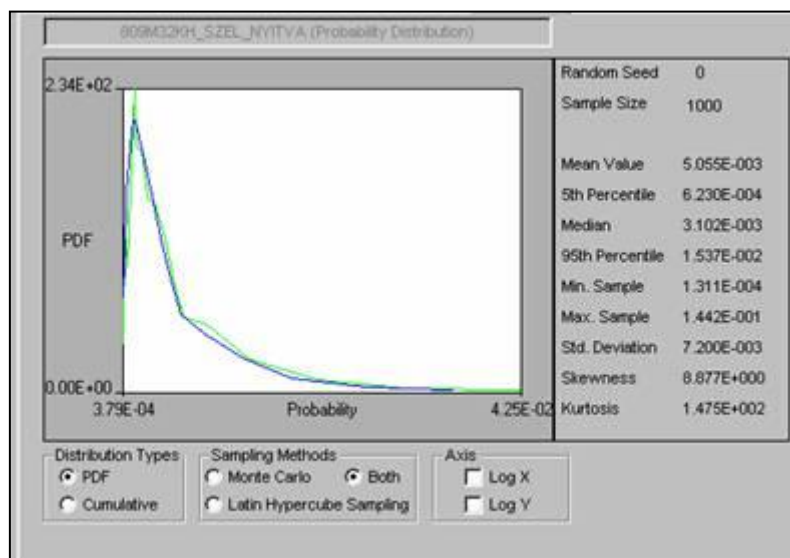 809M32KH_SZEL_NYITVA (Probability Distribution)
2.34E+02
PDF
0.00E+00
3.79E-04 Probability 4.25E-02
Random Seed 0
Sample Size 1000
Mean Value 5.055E-003
5th Percentile 6.230E-004
Median 3.102E-003
95th Percentile 1.537E-002
Min. Sample 1.311E-004
Max. Sample 1.442E-001
Std. Deviation 7.200E-003
Skewness 8.877E+000
Kurtosis 1.475E+002
Distribution Types
PDF
Cumulative
Sampling Methods
Monte Carlo Both
Latin Hypercube Sampling
Axis
Log X
Log Y